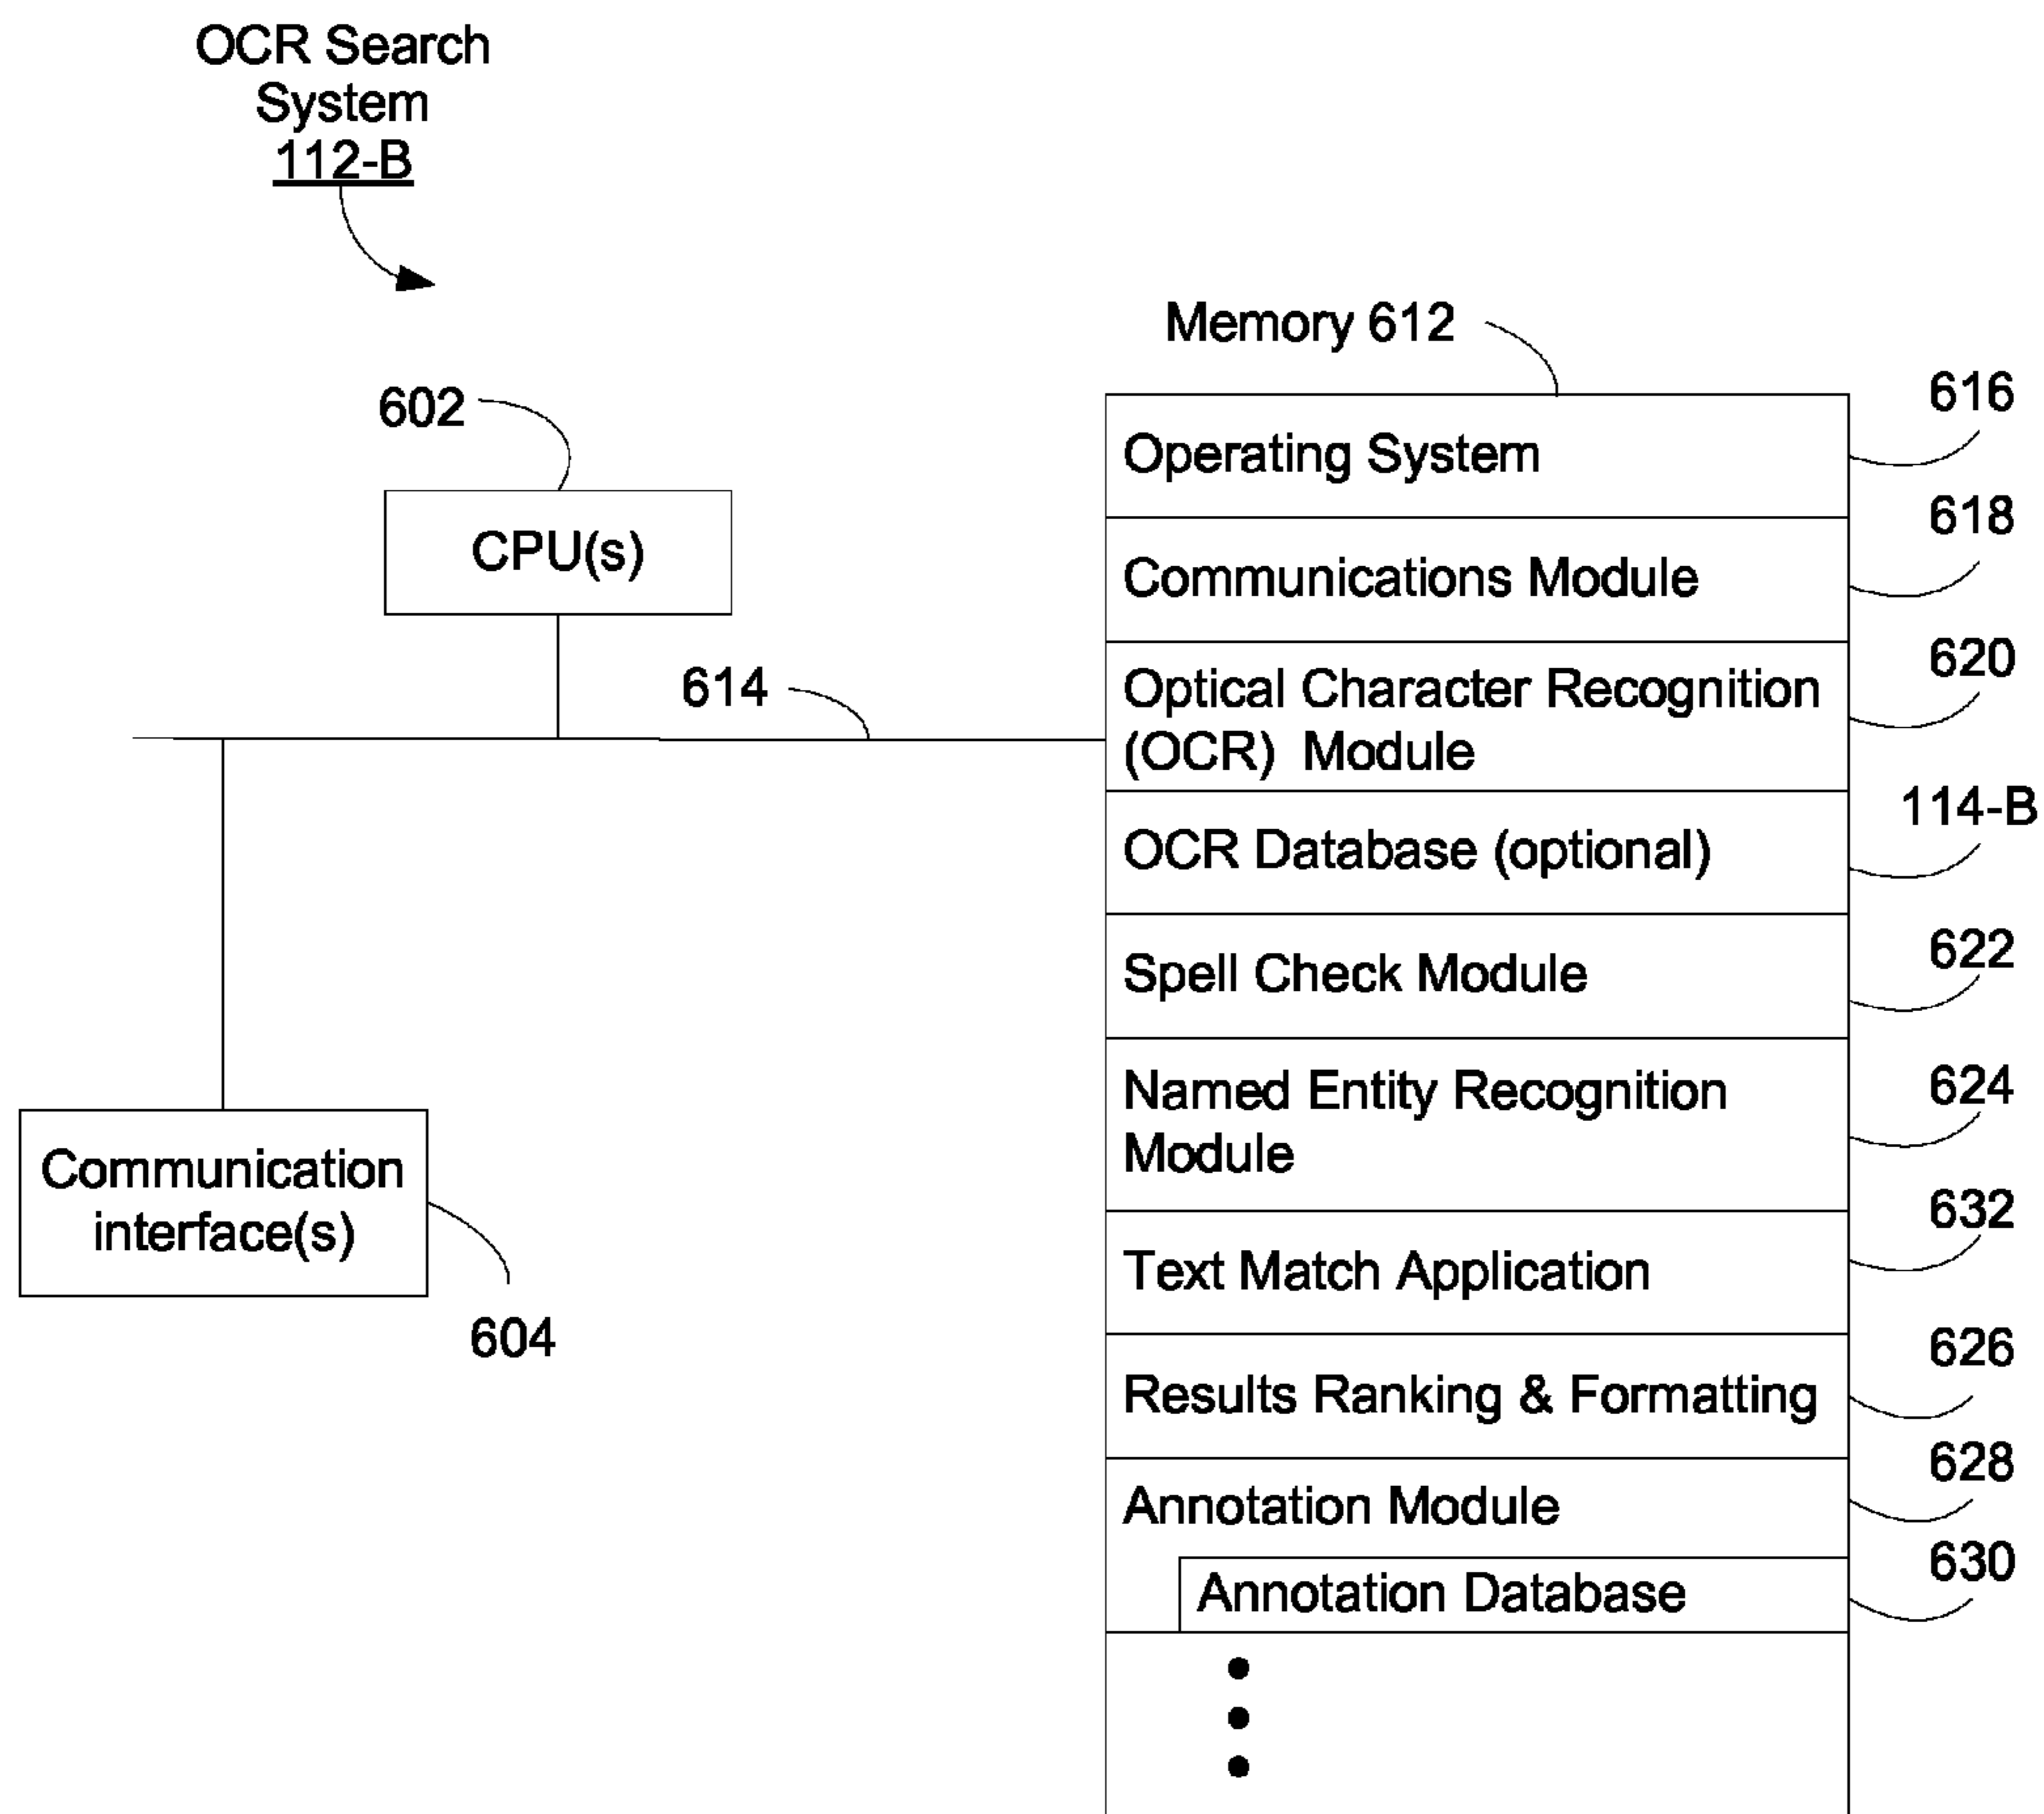 OCR Search
System
112-B
Memory 612
616
602
Operating System
618
CPU(s)
Communications Module
620
614
Optical Character Recognition
(OCR) Module
114-B
OCR Database (optional)
622
Spell Check Module
624
Named Entity Recognition
Module
Communication
interface(s)
632
Text Match Application
604
626
Results Ranking & Formatting
628
Annotation Module
630
Annotation Database